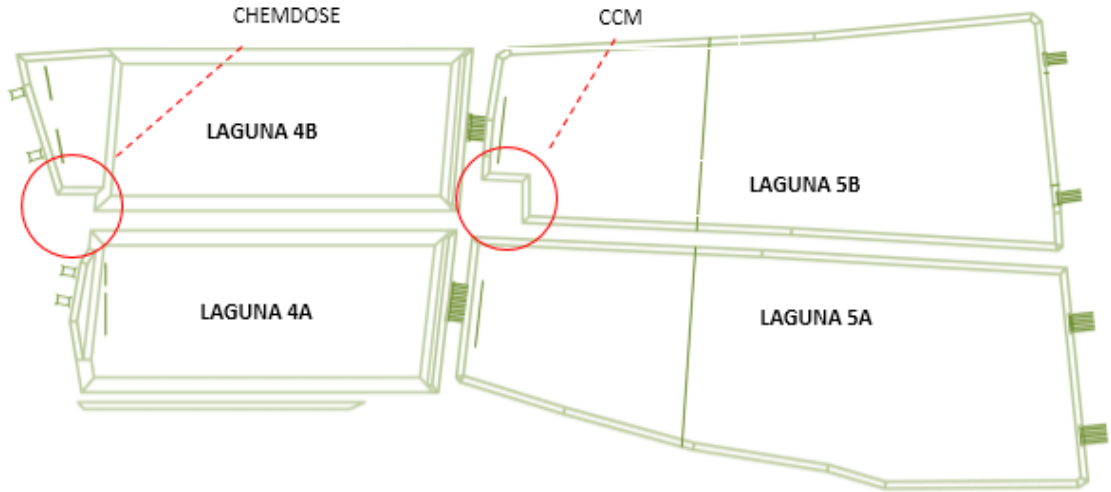 CHEMDOSE
CCM
LAGUNA 4B
LAGUNA 5B
LAGUNA 4A
LAGUNA 5A